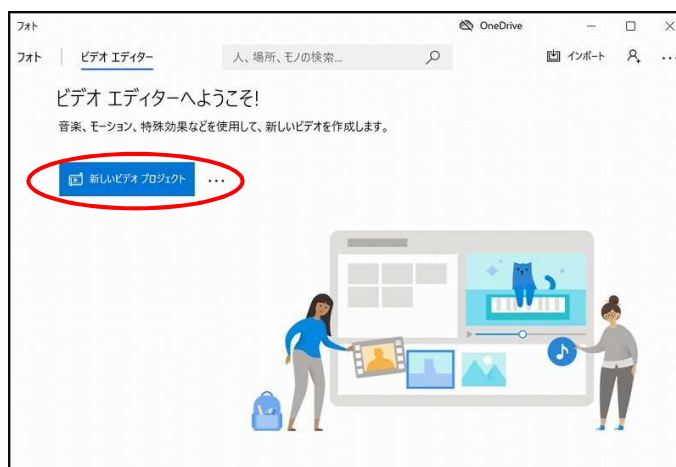 フォト
OneDrive
フォト
ビデオ エディター
人、場所、モノの検索...
インポート
ビデオ エディターへようこそ!
音楽、モーション、特殊効果などを使用して、新しいビデオを作成します。
新しいビデオ プロジェクト